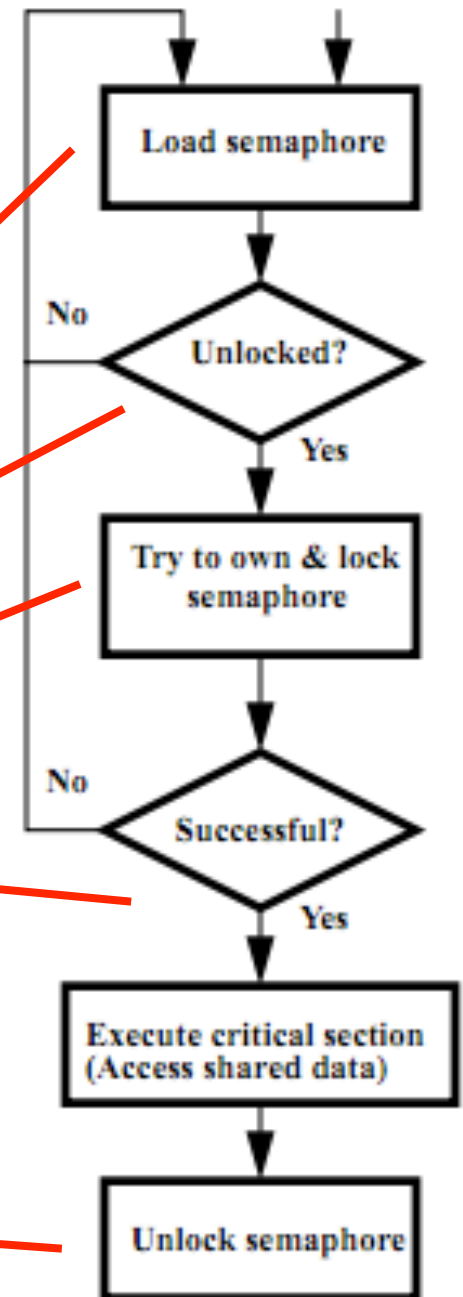 Load semaphore
No
Unlocked?
Yes
Try to own & lock
semaphore
No
Successful?
Yes
Execute critical section
(Access shared data)
Unlock semaphore